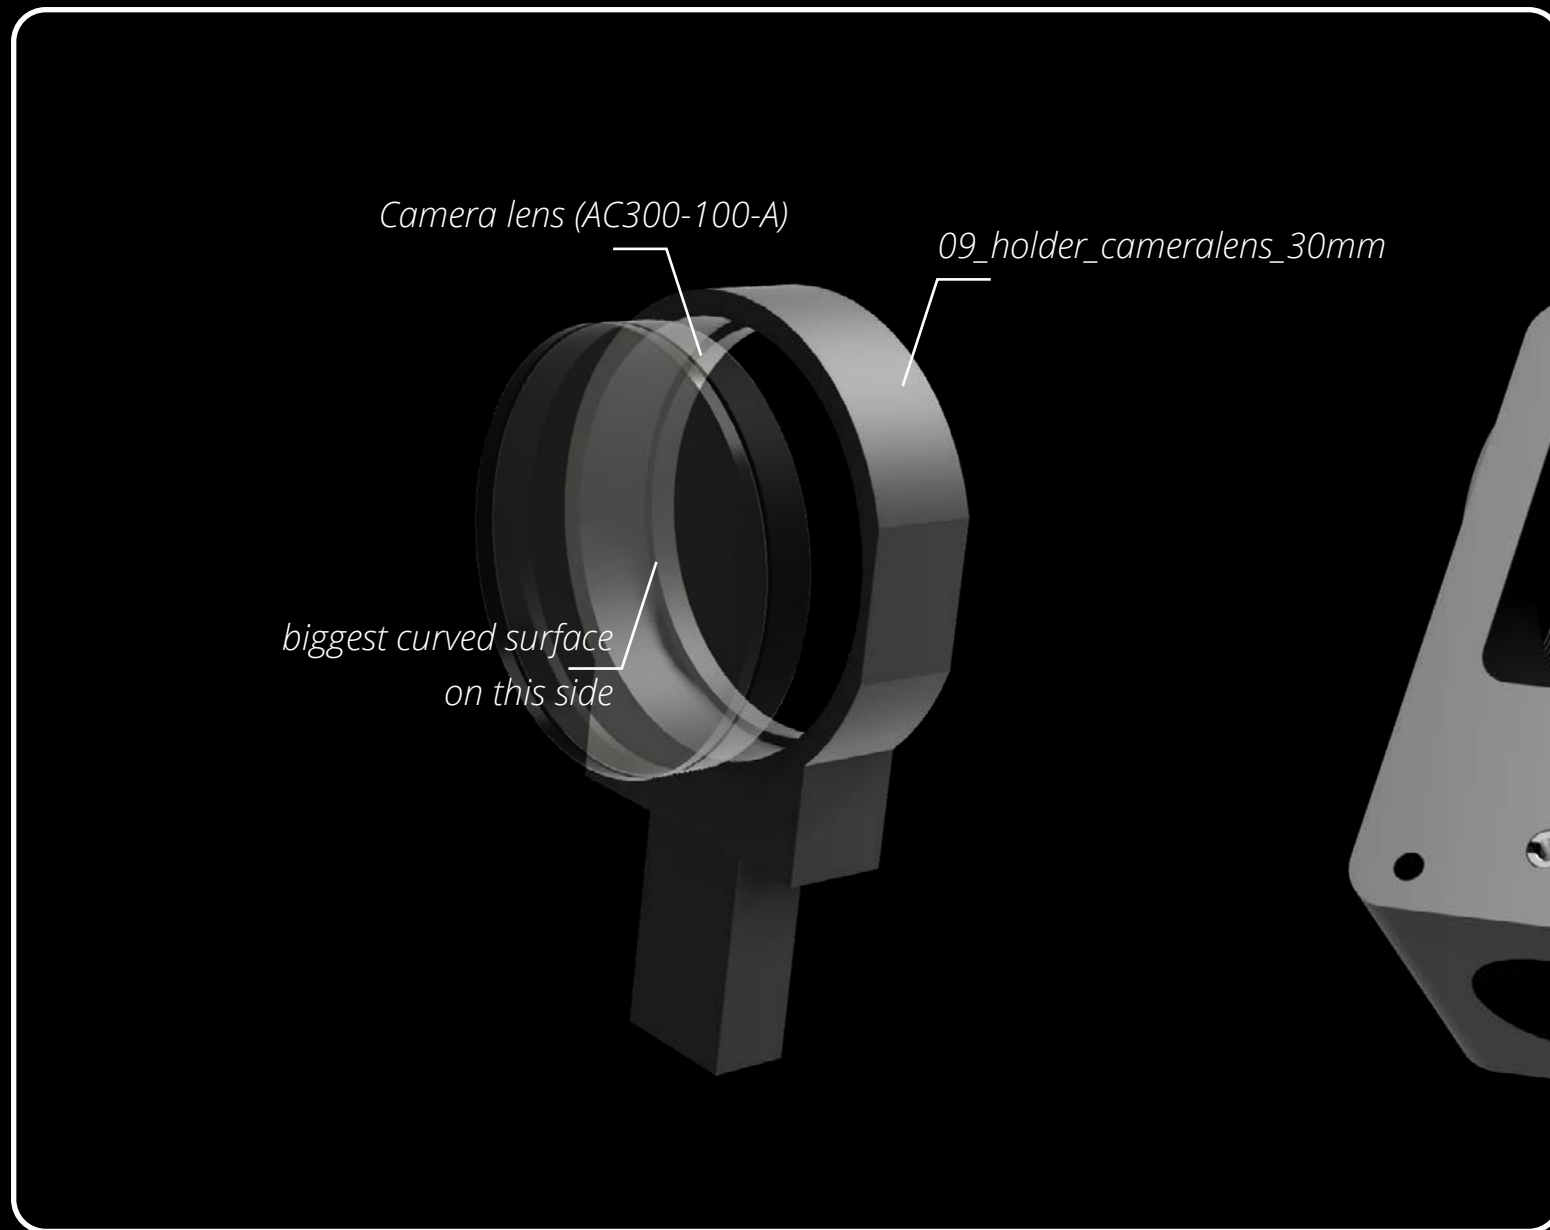 Camera lens (AC300-100-A)
09_holder_cameralens_30mm
biggest curved surface
on this side